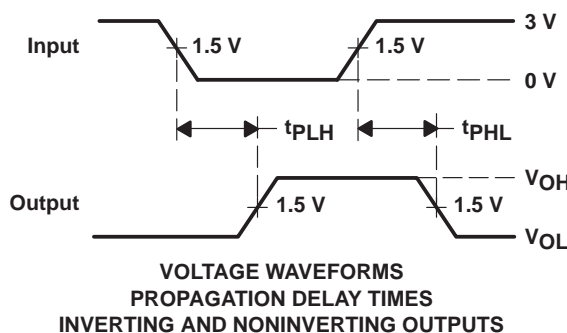 3 V
Input
1.5 V
1.5 V
0 V
tPLH
tPHL
VOH
Output
1.5 V
1.5 V
VOL
VOLTAGE WAVEFORMS
PROPAGATION DELAY TIMES
INVERTING AND NONINVERTING OUTPUTS